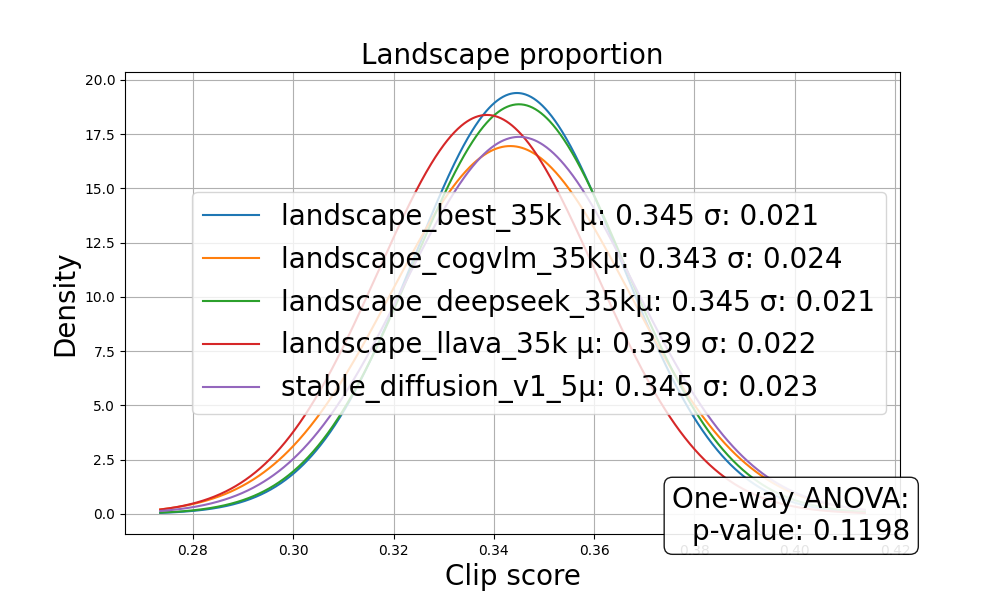 Landscape proportion
20.0
17.5
15.0
12.5
10.0
7.5
5.0
2.5
0.0
Density
landscape_best_35k  μ: 0.345 σ: 0.021
landscape_cogvlm_35kμ: 0.343 σ: 0.024
landscape_deepseek_35kμ: 0.345 σ: 0.021
landscape_llava_35k μ: 0.339 σ: 0.022
stable_diffusion_v1_5μ: 0.345 σ: 0.023
One-way ANOVA:
p-value: 0.1198
0.28 0.30 0.32 0.34 0.36 0.38 0.40 0.42
Clip score